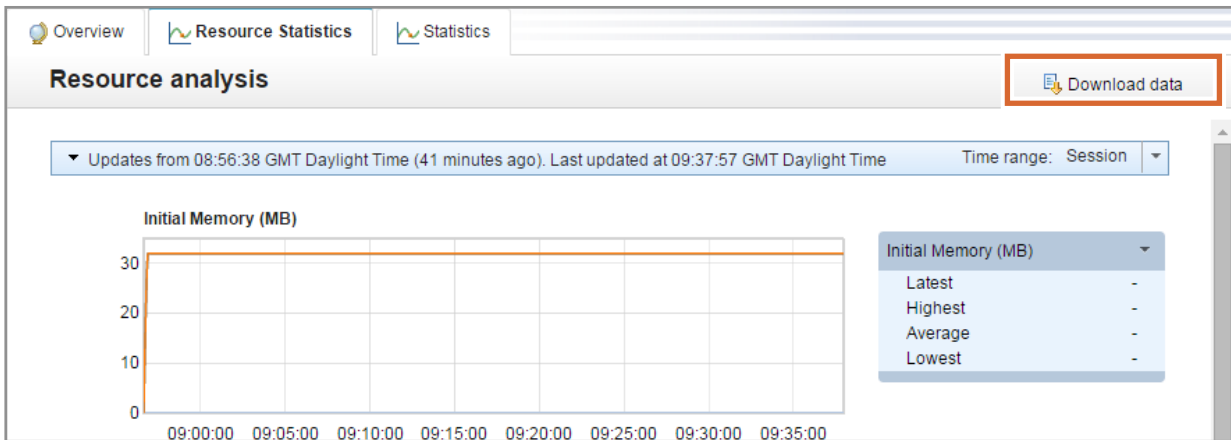 Overview Resource Statistics Statistics
Resource analysis Download data
Updates from 08:56:38 GMT Daylight Time (41 minutes ago). Last updated at 09:37:57 GMT Daylight Time Time range: Session
Initial Memory (MB)
30
20
10
0
09:00:00 09:05:00 09:10:00 09:15:00 09:20:00 09:25:00 09:30:00 09:35:00
Initial Memory (MB)
Latest -
Highest -
Average -
Lowest -